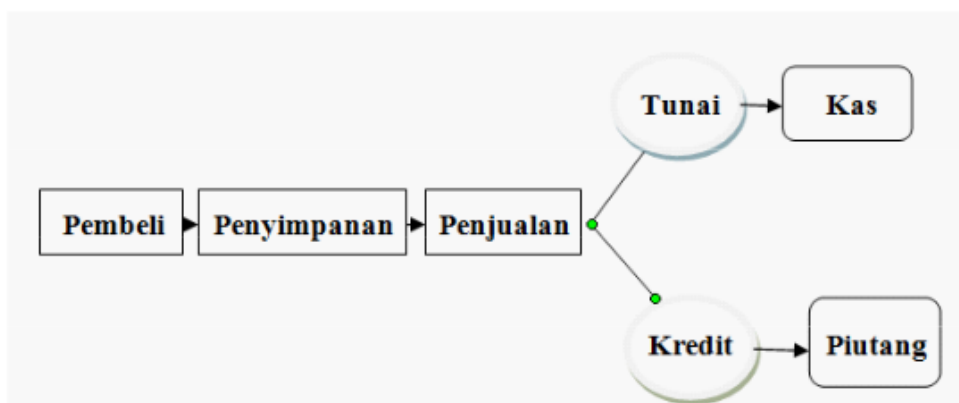 Tunai
Kas
Pembeli
Penyimpanan
Penjualan
Kredit
Piutang